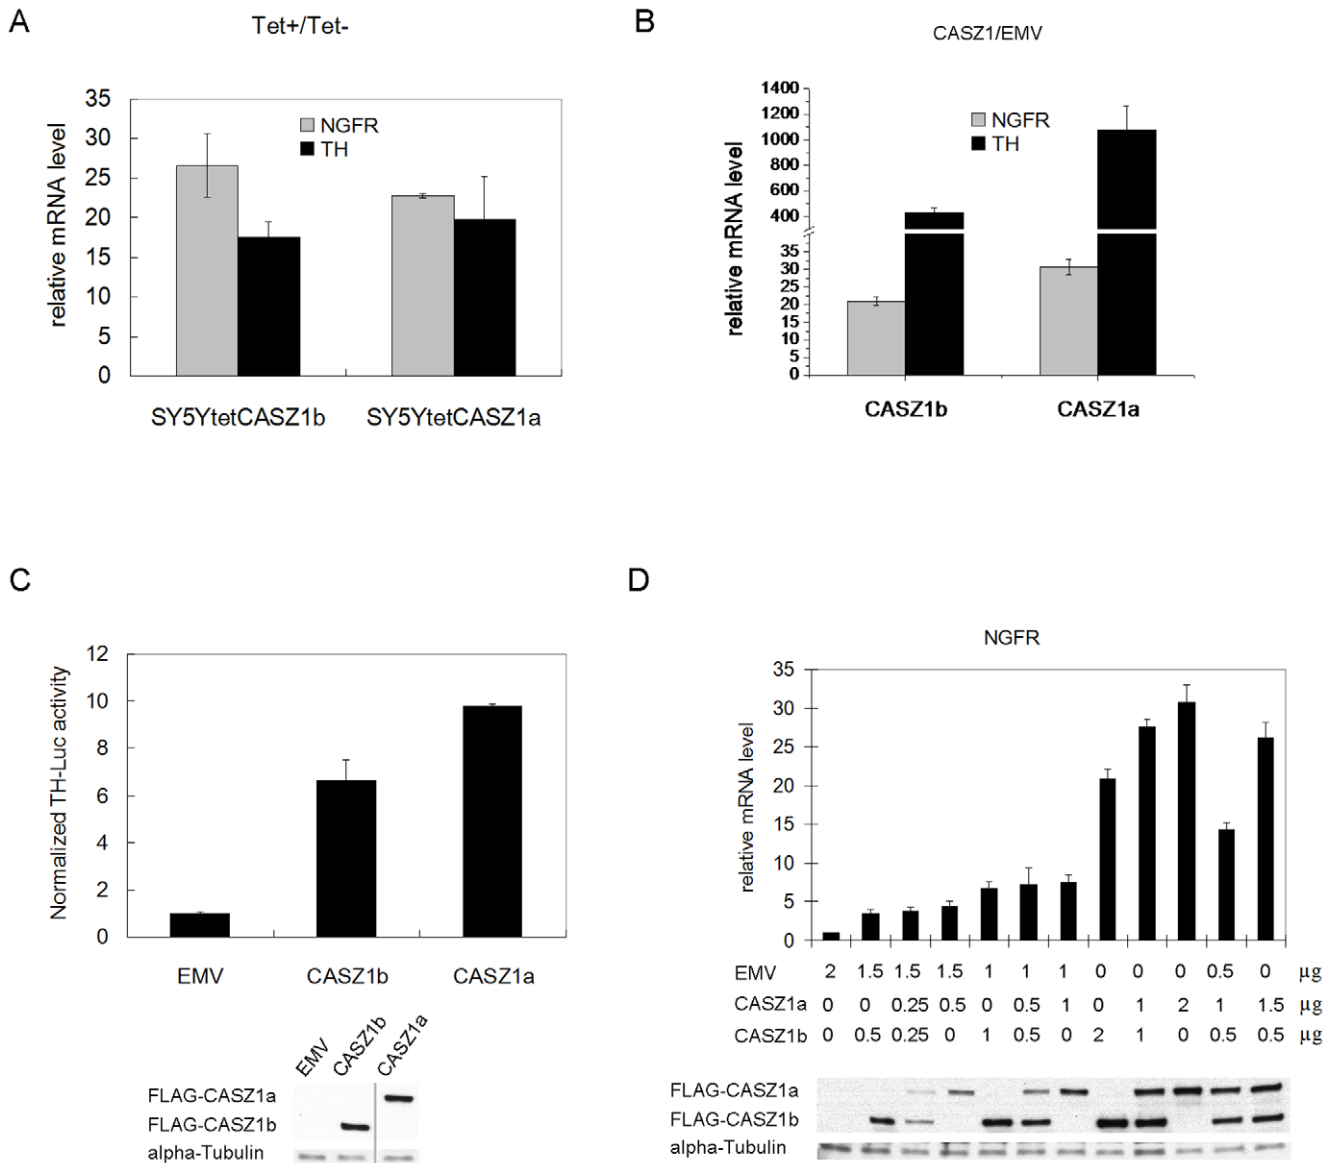 A
Tet+/Tet-
relative mRNA level
35
30
25
20
15
10
5
0
NGFR
TH
SY5YtetCASZ1b
SY5YtetCASZ1a
B
CASZ1/EMV
relative mRNA level
1400
1200
1000
800
600
400
35
30
25
20
15
10
5
0
NGFR
TH
CASZ1b
CASZ1a
C
Normalized TH-Luc activity
12
10
8
6
4
2
0
EMV
CASZ1b
CASZ1a
EMV
CASZ1b
CASZ1a
FLAG-CASZ1a
FLAG-CASZ1b
alpha-Tubulin
D
NGFR
relative mRNA level
35
30
25
20
15
10
5
0
EMV 2 1.5 1.5 1.5 1 1 1 0 0 0 0.5 0 µg
CASZ1a 0 0 0.25 0.5 0 0.5 1 0 1 2 1 1.5 µg
CASZ1b 0 0.5 0.25 0 1 0.5 0 2 1 0 0.5 0.5 µg
FLAG-CASZ1a
FLAG-CASZ1b
alpha-Tubulin